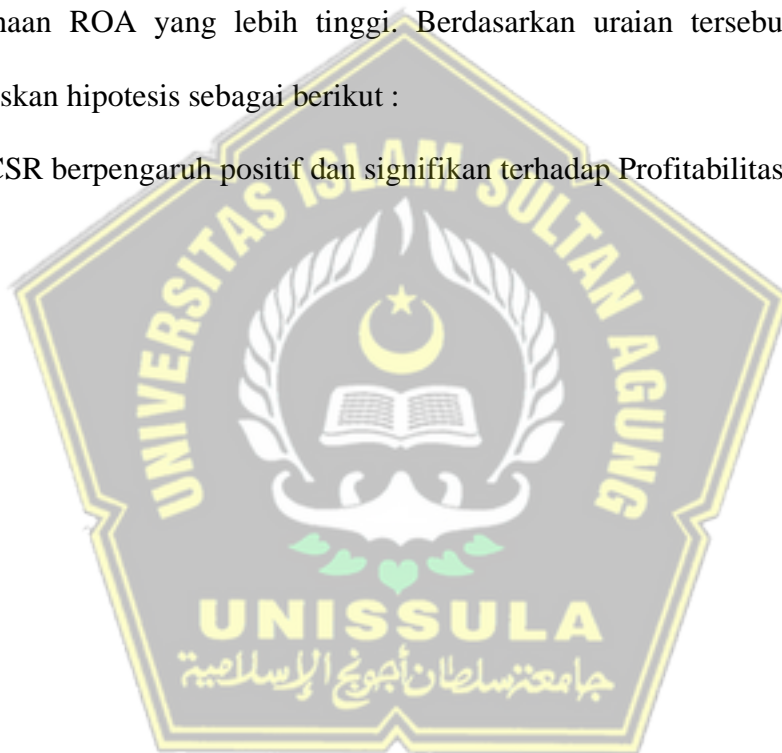 naan ROA yang lebih tinggi. Berdasarkan uraian tersebu
skan hipotesis sebagai berikut :
CSR berpengaruh positif dan signifikan terhadap Profitabilitas
UNIVERSITAS ISLAM SULTAN AGUNG
UNISSULA
جامعة سلطان أجونج الإسلامية